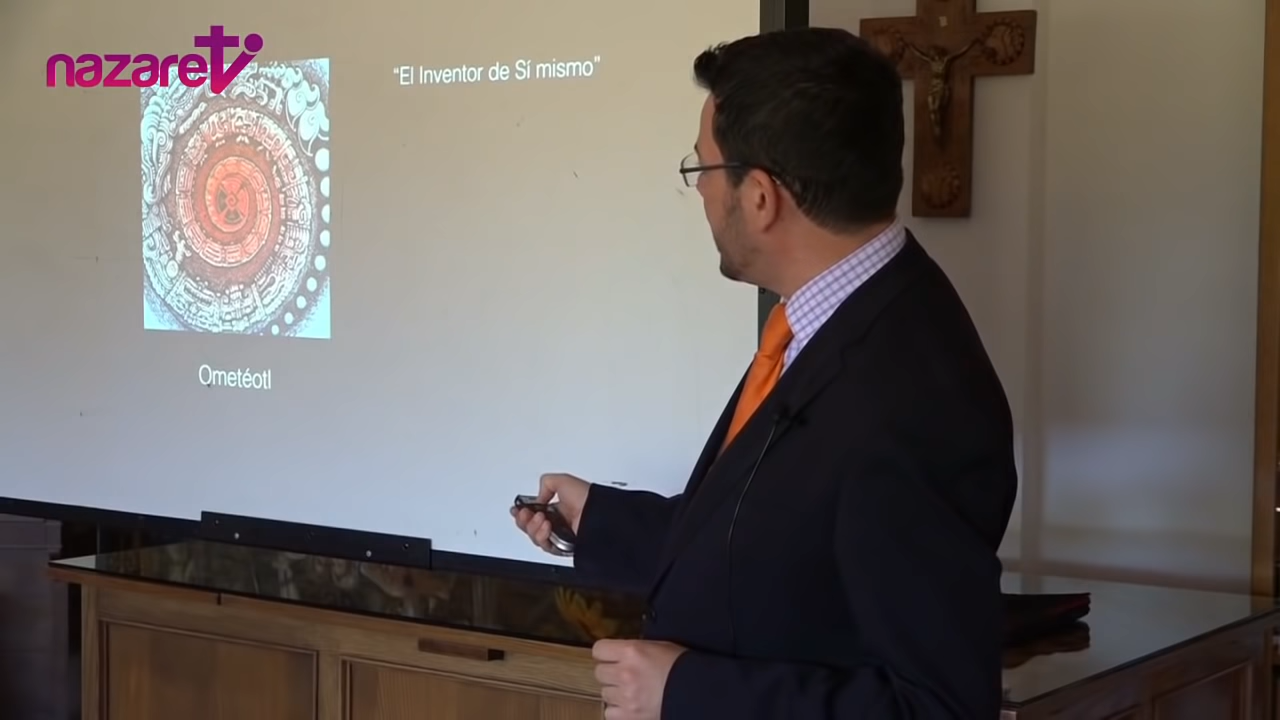 nazaretv
“El Inventor de Sí mismo”
Ometéotl